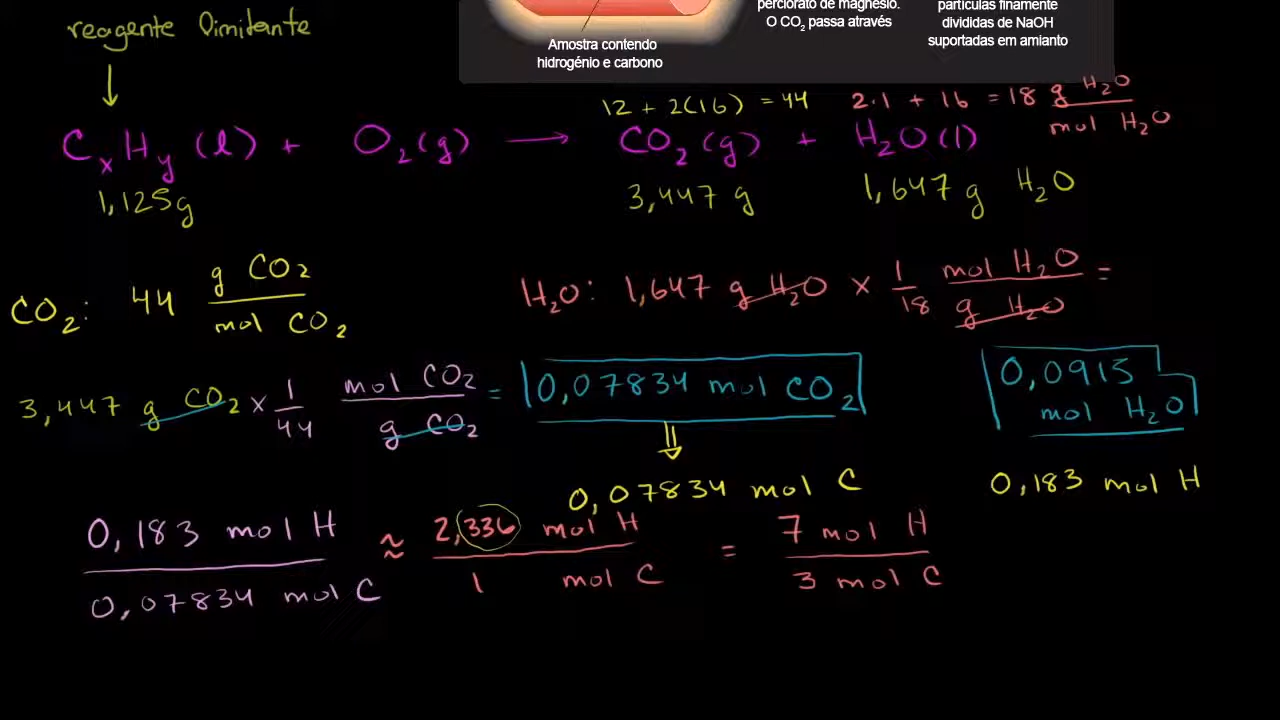 reagente limitante
Amostra contendo
hidrogénio e carbono
perclorato de magnésio.
O CO₂ passa através
partículas finamente
divididas de NaOH
suportadas em amianto
12 + 2(16) = 44
2·1 + 16 = 18 g H₂O / mol H₂O
CₓHᵧ(l) + O₂(g) → CO₂(g) + H₂O(l)
1,125g
3,447 g
1,647 g H₂O
CO₂: 44 g CO₂ / mol CO₂
H₂O: 1,647 g H₂O × 1/18 mol H₂O / g H₂O =
3,447 g CO₂ × 1/44 mol CO₂ / g CO₂ = 0,07834 mol CO₂
0,0915
mol H₂O
⇓
0,07834 mol C
0,183 mol H
0,183 mol H / 0,07834 mol C ≈ 2,336 mol H / 1 mol C = 7 mol H / 3 mol C